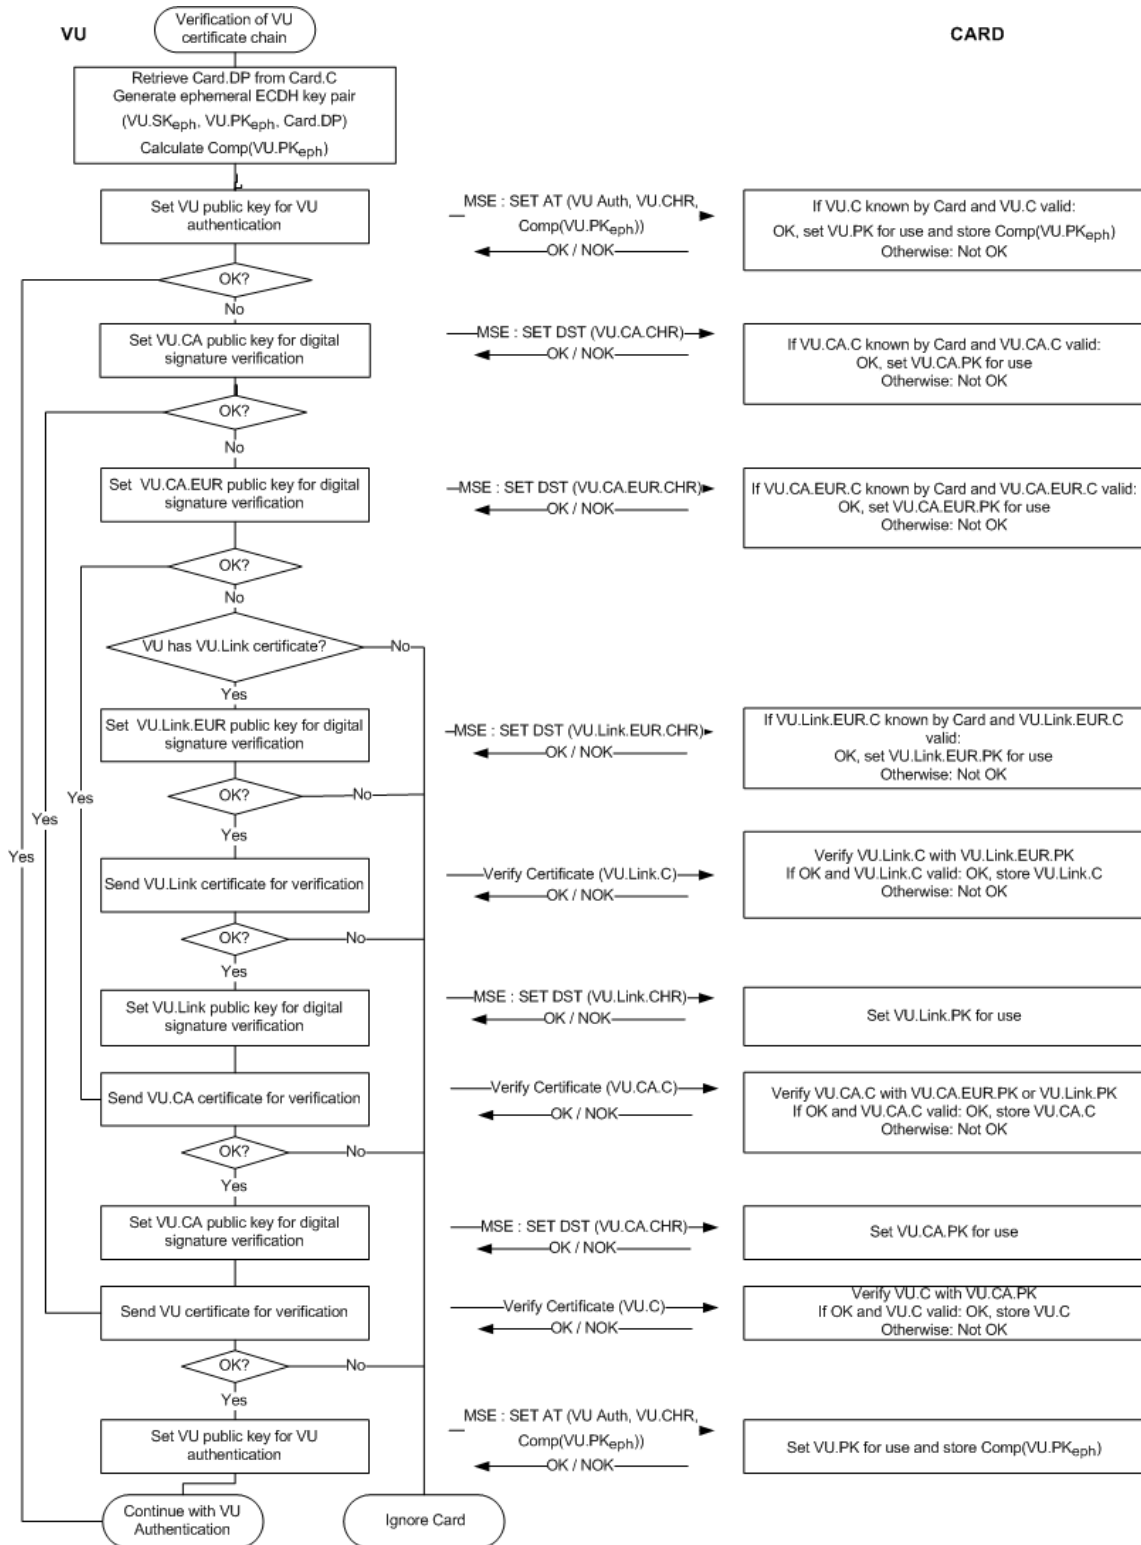 VU
Verification of VU
certificate chain
CARD
Retrieve Card.DP from Card.C
Generate ephemeral ECDH key pair
(VU.SKeph, VU.PKeph, Card.DP)
Calculate Comp(VU.PKeph)
Set VU public key for VU
authentication
MSE : SET AT (VU Auth, VU.CHR,
Comp(VU.PKeph))
OK / NOK
If VU.C known by Card and VU.C valid:
OK, set VU.PK for use and store Comp(VU.PKeph)
Otherwise: Not OK
OK?
No
Set VU.CA public key for digital
signature verification
MSE : SET DST (VU.CA.CHR)
OK / NOK
If VU.CA.C known by Card and VU.CA.C valid:
OK, set VU.CA.PK for use
Otherwise: Not OK
OK?
No
Set VU.CA.EUR public key for digital
signature verification
MSE : SET DST (VU.CA.EUR.CHR)
OK / NOK
If VU.CA.EUR.C known by Card and VU.CA.EUR.C valid:
OK, set VU.CA.EUR.PK for use
Otherwise: Not OK
OK?
No
VU has VU.Link certificate?
No
Yes
Set VU.Link.EUR public key for digital
signature verification
MSE : SET DST (VU.Link.EUR.CHR)
OK / NOK
If VU.Link.EUR.C known by Card and VU.Link.EUR.C
valid:
OK, set VU.Link.EUR.PK for use
Otherwise: Not OK
OK?
No
Yes
Yes
Yes
Yes
Send VU.Link certificate for verification
Verify Certificate (VU.Link.C)
OK / NOK
Verify VU.Link.C with VU.Link.EUR.PK
If OK and VU.Link.C valid: OK, store VU.Link.C
Otherwise: Not OK
OK?
No
Yes
Set VU.Link public key for digital
signature verification
MSE : SET DST (VU.Link.CHR)
OK / NOK
Set VU.Link.PK for use
Send VU.CA certificate for verification
Verify Certificate (VU.CA.C)
OK / NOK
Verify VU.CA.C with VU.CA.EUR.PK or VU.Link.PK
If OK and VU.CA.C valid: OK, store VU.CA.C
Otherwise: Not OK
OK?
No
Yes
Set VU.CA public key for digital
signature verification
MSE : SET DST (VU.CA.CHR)
OK / NOK
Set VU.CA.PK for use
Send VU certificate for verification
Verify Certificate (VU.C)
OK / NOK
Verify VU.C with VU.CA.PK
If OK and VU.C valid: OK, store VU.C
Otherwise: Not OK
OK?
No
Yes
Set VU public key for VU
authentication
MSE : SET AT (VU Auth, VU.CHR,
Comp(VU.PKeph))
OK / NOK
Set VU.PK for use and store Comp(VU.PKeph)
Continue with VU
Authentication
Ignore Card